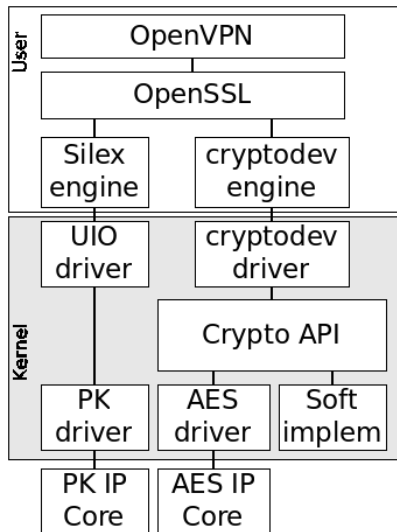 User
OpenVPN
OpenSSL
Silex
engine
cryptodev
engine
Kernel
UIO
driver
cryptodev
driver
Crypto API
PK
driver
AES
driver
Soft
implem
PK IP
Core
AES IP
Core